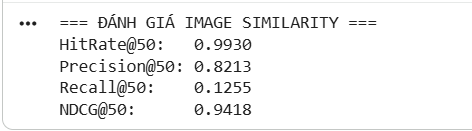 === ĐÁNH GIÁ IMAGE SIMILARITY ===
HitRate@50: 0.9930
Precision@50: 0.8213
Recall@50: 0.1255
NDCG@50: 0.9418